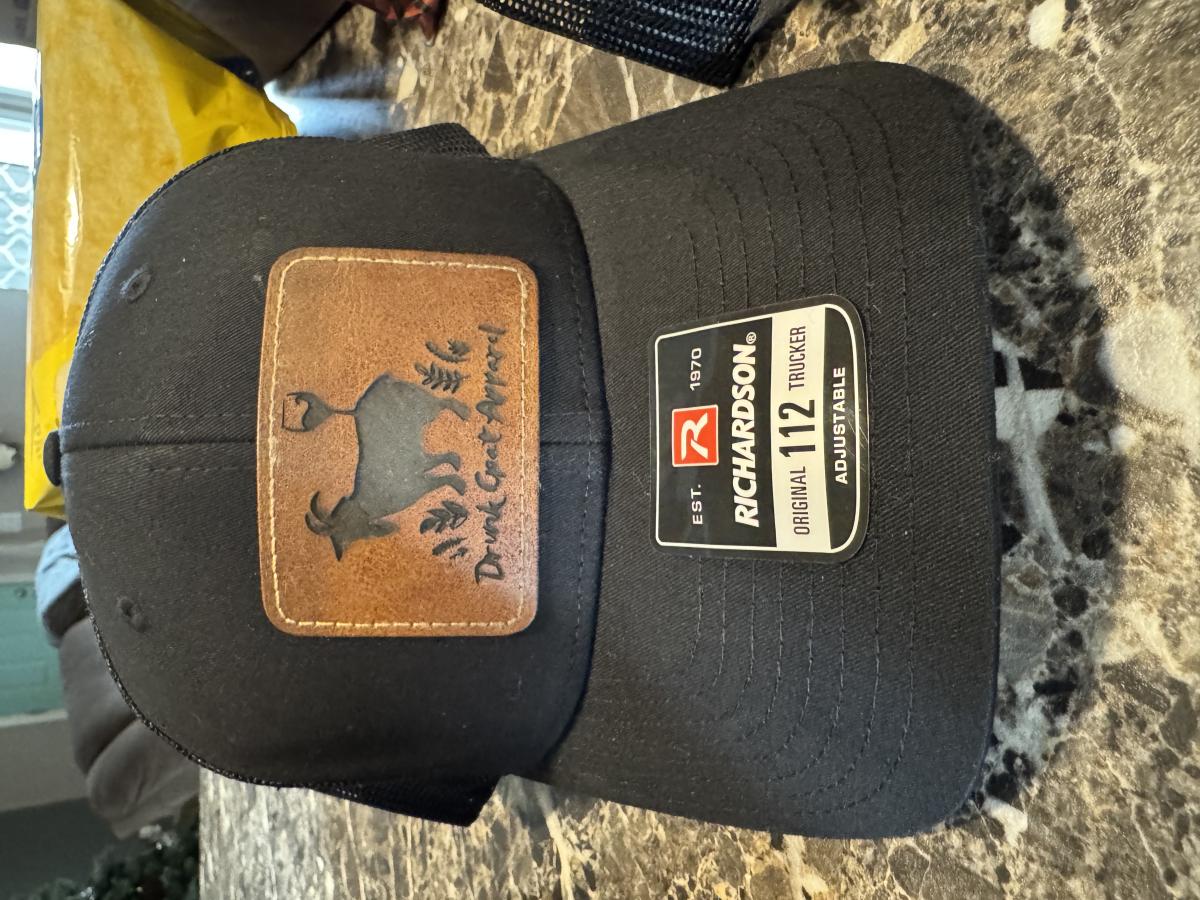 Drunk Goat Apparel
EST. R 1970
RICHARDSON®
ORIGINAL 112 TRUCKER
ADJUSTABLE